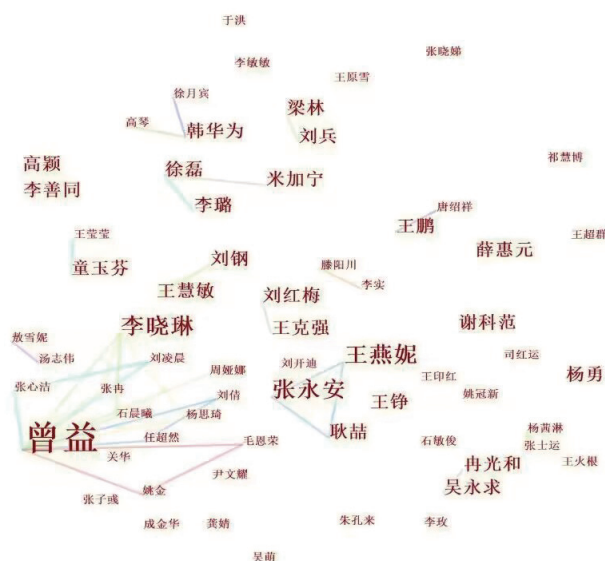 于洪
张晓娣
李敏敏
王原雪
徐月宾
梁林
高琴
韩华为
刘兵
高颖
徐磊
米加宁
祁慧博
李善同
李璐
唐绍祥
王鹏
王超群
王莹莹
薛惠元
童玉芬
刘钢
滕阳川
李实
王慧敏
刘红梅
李晓琳
王克强
谢科范
敖雪妮
汤志伟
刘凌晨
刘开迪
王燕妮
司红运
张心洁
张冉
周娅娜
张永安
王印红
杨勇
刘倩
王铮
姚冠新
石晨曦
杨思琦
曾益
任超然
毛恩荣
耿喆
石敏俊
杨茜淋
张士运
关华
冉光和
王火根
尹文耀
吴永求
张子彧
姚金
成金华
龚婧
朱孔来
李玫
吴萌